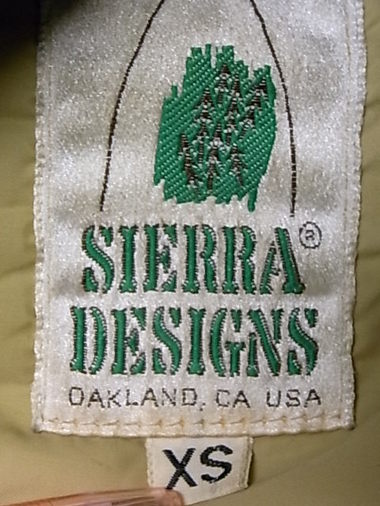 SIERRA®
DESIGNS
OAKLAND, CA USA
XS